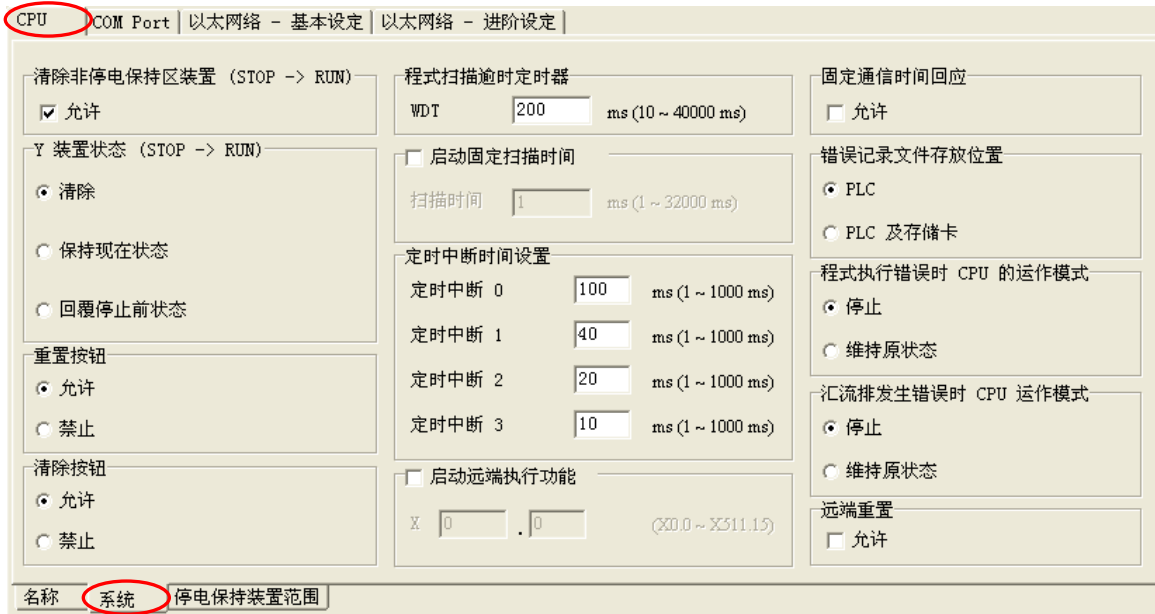 CPU COM Port 以太网络 - 基本设定 以太网络 - 进阶设定
清除非停电保持区装置 (STOP -> RUN)
允许
Y 装置状态 (STOP -> RUN)
清除
保持现在状态
回覆停止前状态
重置按钮
允许
禁止
清除按钮
允许
禁止
程式扫描逾时定时器
WDT 200 ms (10 ~ 40000 ms)
启动固定扫描时间
扫描时间 1 ms (1 ~ 32000 ms)
定时中断时间设置
定时中断 0 100 ms (1 ~ 1000 ms)
定时中断 1 40 ms (1 ~ 1000 ms)
定时中断 2 20 ms (1 ~ 1000 ms)
定时中断 3 10 ms (1 ~ 1000 ms)
启动远端执行功能
X 0 . 0 (X0.0 ~ X511.15)
固定通信时间回应
允许
错误记录文件存放位置
PLC
PLC 及存储卡
程式执行错误时 CPU 的运作模式
停止
维持原状态
汇流排发生错误时 CPU 运作模式
停止
维持原状态
远端重置
允许
名称 系统 停电保持装置范围